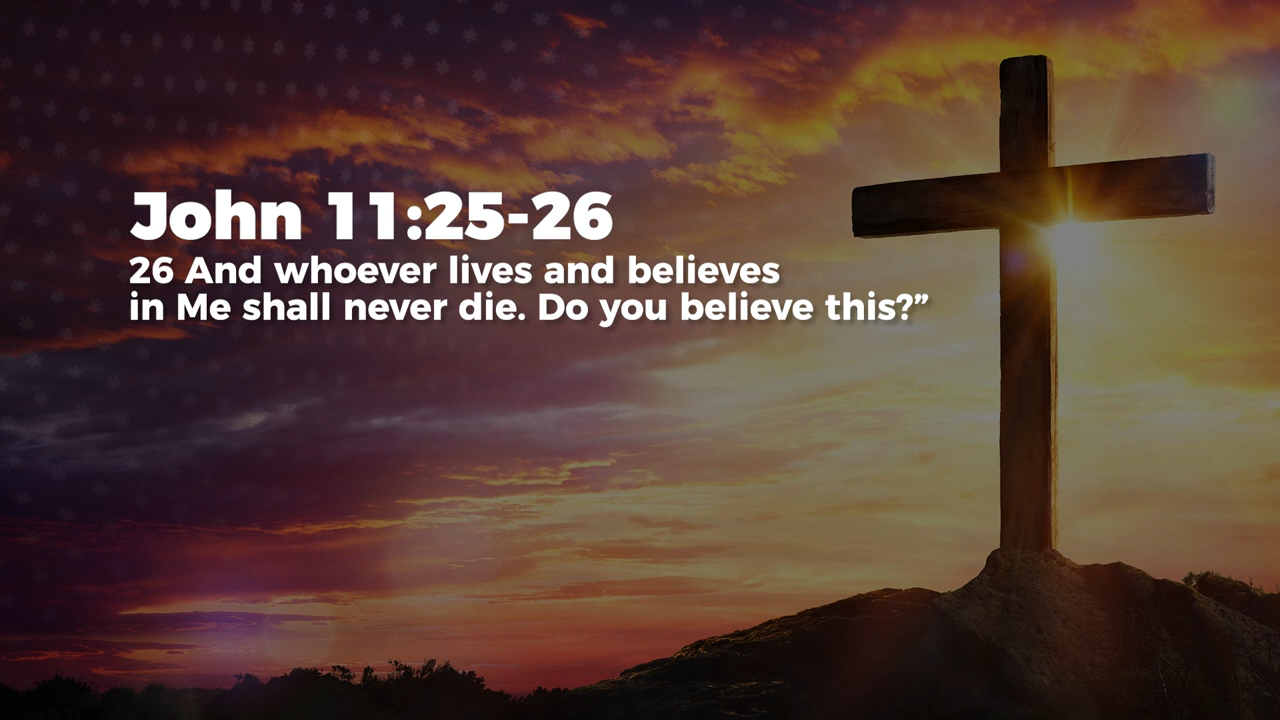 John 11:25-26
26 And whoever lives and believes
in Me shall never die. Do you believe this?”